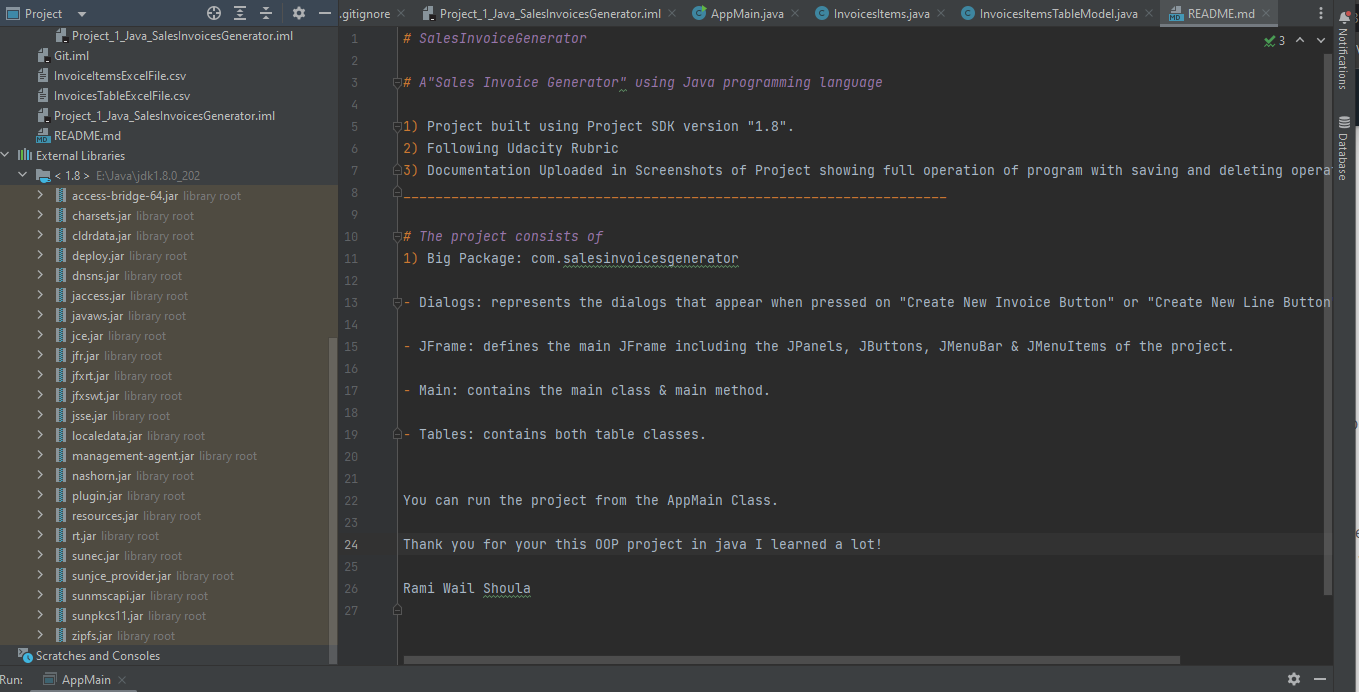 Project
.gitignore
Project_1_Java_SalesInvoicesGenerator.iml
AppMain.java
InvoicesItems.java
InvoicesItemsTableModel.java
README.md
Project_1_Java_SalesInvoicesGenerator.iml
Git.iml
InvoiceItemsExcelFile.csv
InvoicesTableExcelFile.csv
Project_1_Java_SalesInvoicesGenerator.iml
README.md
External Libraries
< 1.8 > E:\Java\jdk1.8.0_202
access-bridge-64.jar library root
charsets.jar library root
cldrdata.jar library root
deploy.jar library root
dnsns.jar library root
jaccess.jar library root
javaws.jar library root
jce.jar library root
jfr.jar library root
jfxrt.jar library root
jfxswt.jar library root
jsse.jar library root
localedata.jar library root
management-agent.jar library root
nashorn.jar library root
plugin.jar library root
resources.jar library root
rt.jar library root
sunec.jar library root
sunjce_provider.jar library root
sunmscapi.jar library root
sunpkcs11.jar library root
zipfs.jar library root
Scratches and Consoles
1 # SalesInvoiceGenerator
2
3 # A"Sales Invoice Generator" using Java programming language
4
5 1) Project built using Project SDK version "1.8".
6 2) Following Udacity Rubric
7 3) Documentation Uploaded in Screenshots of Project showing full operation of program with saving and deleting opera
8 --------------------------------------------------------------------
9
10 # The project consists of
11 1) Big Package: com.salesinvoicesgenerator
12
13 - Dialogs: represents the dialogs that appear when pressed on "Create New Invoice Button" or "Create New Line Button
14
15 - JFrame: defines the main JFrame including the JPanels, JButtons, JMenuBar & JMenuItems of the project.
16
17 - Main: contains the main class & main method.
18
19 - Tables: contains both table classes.
20
21
22 You can run the project from the AppMain Class.
23
24 Thank you for your this OOP project in java I learned a lot!
25
26 Rami Wail Shoula
27
3
Notifications
Database
Run:
AppMain